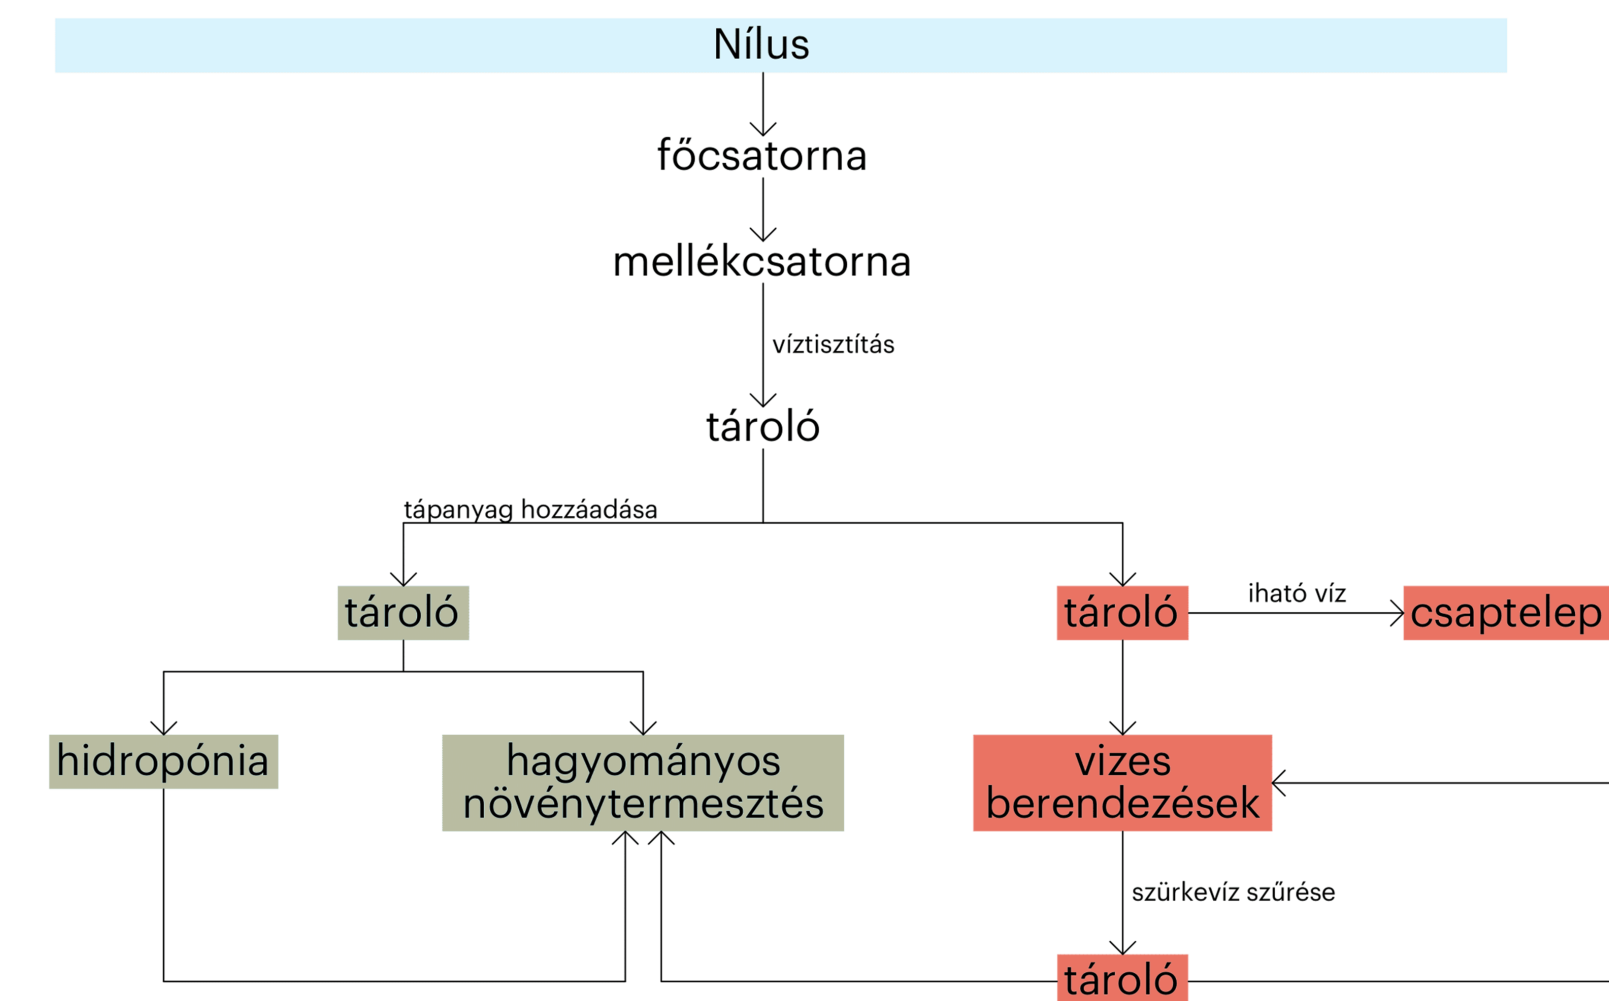 Nílus
főcsatorna
mellékcsatorna
víztisztítás
tároló
tápanyag hozzáadása
tároló
tároló
iható víz
csaptelep
hidropónia
hagyományos
növénytermesztés
vizes
berendezések
szürkevíz szűrése
tároló